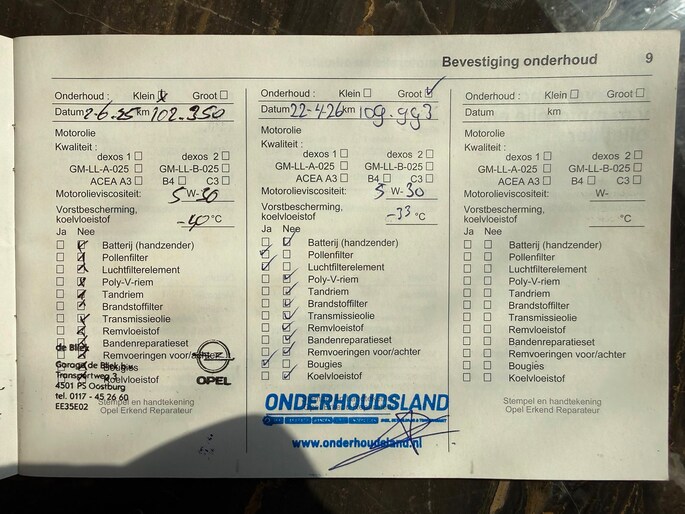 Bevestiging onderhoud 9
Onderhoud : Klein Groot
Datum 2-6-25 km 102.350
Motorolie
Kwaliteit :
dexos 1 dexos 2
GM-LL-A-025 GM-LL-B-025
ACEA A3 B4 C3
Motorolieviscositeit: 5 W-30
Vorstbescherming,
koelvloeistof -40 °C
Ja Nee
Batterij (handzender)
Pollenfilter
Luchtfilterelement
Poly-V-riem
Tandriem
Brandstoffilter
Transmissieolie
Remvloeistof
Bandenreparatieset
Remvoeringen voor/achter
Bougies
Koelvloeistof
de Bliek
Garage de Bliek b.v.
Transportweg 3
4501 PS Oostburg
tel. 0117 - 45 26 60
EE35E02
OPEL
Stempel en handtekening
Opel Erkend Reparateur
Onderhoud : Klein Groot
Datum 22-4-26 km 109.993
Motorolie
Kwaliteit :
dexos 1 dexos 2
GM-LL-A-025 GM-LL-B-025
ACEA A3 B4 C3
Motorolieviscositeit: 5 W-30
Vorstbescherming,
koelvloeistof -33 °C
Ja Nee
Batterij (handzender)
Pollenfilter
Luchtfilterelement
Poly-V-riem
Tandriem
Brandstoffilter
Transmissieolie
Remvloeistof
Bandenreparatieset
Remvoeringen voor/achter
Bougies
Koelvloeistof
ONDERHOUDSLAND
www.onderhoudsland.nl
Onderhoud : Klein Groot
Datum km
Motorolie
Kwaliteit :
dexos 1 dexos 2
GM-LL-A-025 GM-LL-B-025
ACEA A3 B4 C3
Motorolieviscositeit: W-
Vorstbescherming,
koelvloeistof °C
Ja Nee
Batterij (handzender)
Pollenfilter
Luchtfilterelement
Poly-V-riem
Tandriem
Brandstoffilter
Transmissieolie
Remvloeistof
Bandenreparatieset
Remvoeringen voor/achter
Bougies
Koelvloeistof
Stempel en handtekening
Opel Erkend Reparateur